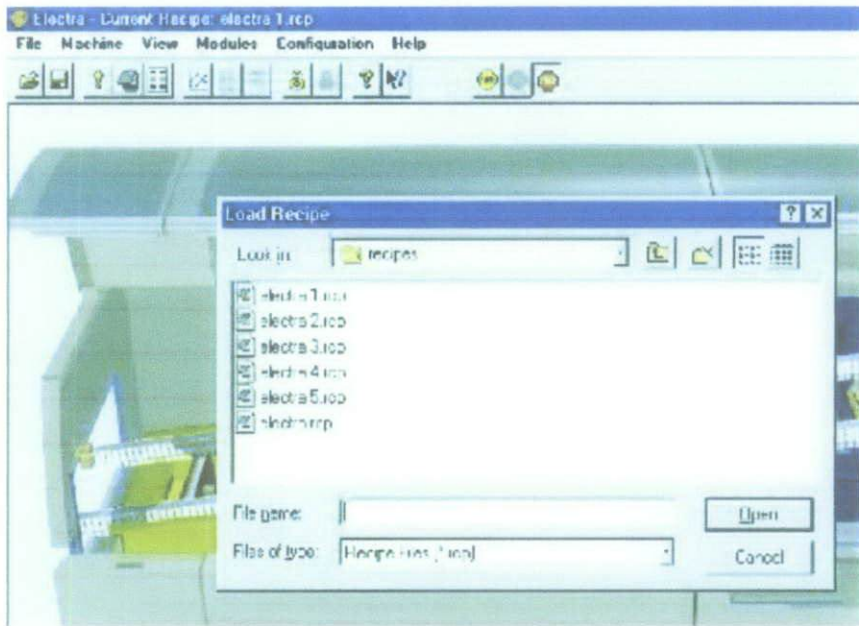 Electra - Current Recipe: electra 1.rcp
File Machine View Modules Configuration Help
Load Recipe
Look in: recipes
electra 1.rcp
electra 2.rcp
electra 3.rcp
electra 4.rcp
electra 5.rcp
electra.rcp
File name:
Open
Files of type: Recipe Files (*.rcp)
Cancel